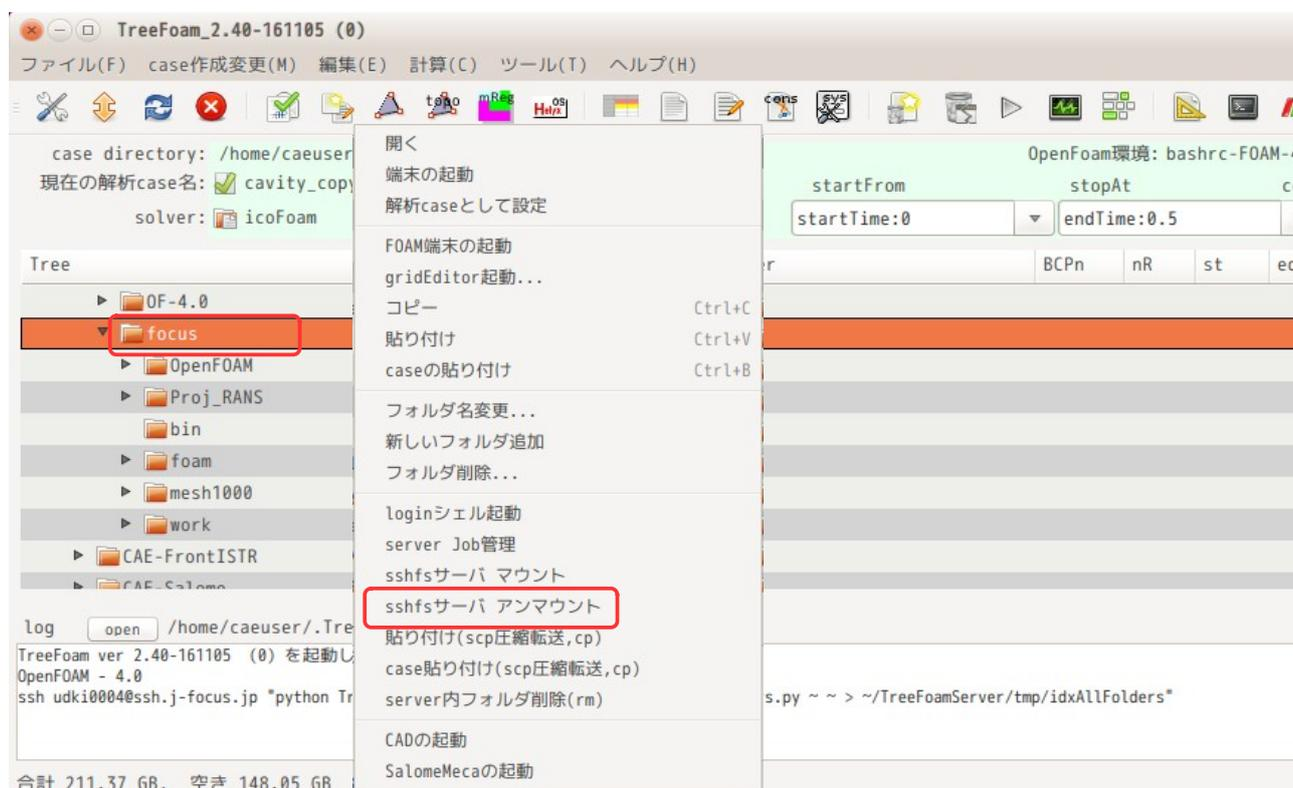 TreeFoam_2.40-161105 (0)
ファイル(F) case作成変更(M) 編集(E) 計算(C) ツール(T) ヘルプ(H)
topo mReg Helyx OS cons SYS
case directory: /home/caeuser
OpenFoam環境: bashrc-FOAM-
現在の解析case名: cavity_copy
startFrom stopAt
solver: icoFoam
startTime:0 endTime:0.5
Tree BCPn nR st
OF-4.0
focus
OpenFOAM
Proj_RANS
bin
foam
mesh1000
work
CAE-FrontISTR
CAE-Salome
log open /home/caeuser/.Tre
TreeFoam ver 2.40-161105 (0) を起動し
OpenFOAM - 4.0
ssh udki0004@ssh.j-focus.jp "python Tr s.py ~ ~ > ~/TreeFoamServer/tmp/idxAllFolders"
合計 211.37 GB, 空き 148.05 GB
開く
端末の起動
解析caseとして設定
FOAM端末の起動
gridEditor起動...
コピー Ctrl+C
貼り付け Ctrl+V
caseの貼り付け Ctrl+B
フォルダ名変更...
新しいフォルダ追加
フォルダ削除...
loginシェル起動
server Job管理
sshfsサーバ マウント
sshfsサーバ アンマウント
貼り付け(scp圧縮転送,cp)
case貼り付け(scp圧縮転送,cp)
server内フォルダ削除(rm)
CADの起動
SalomeMecaの起動